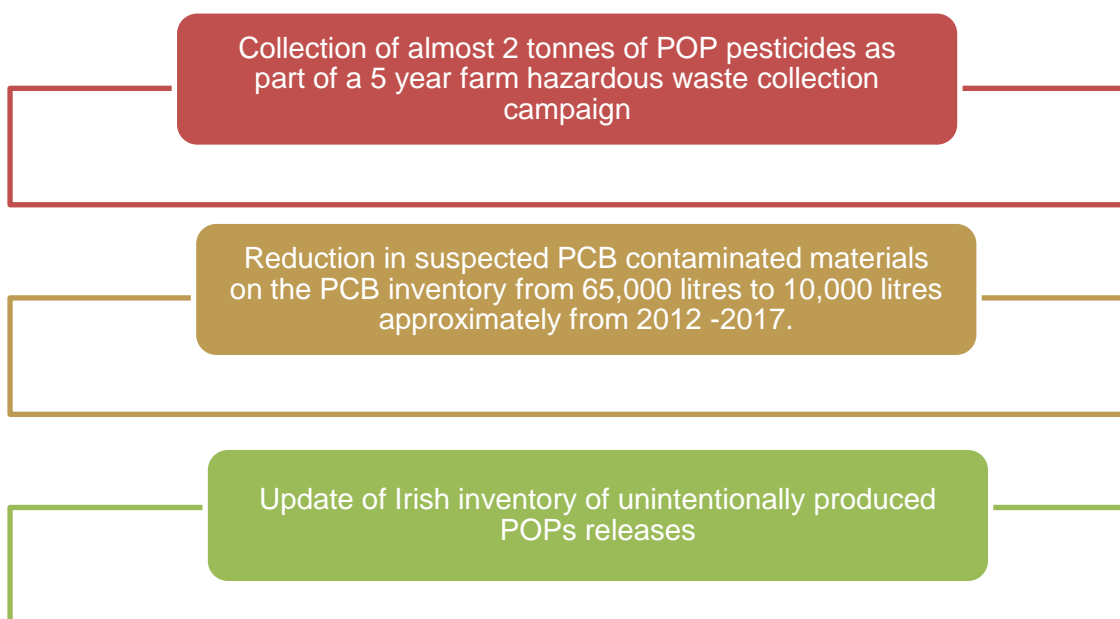 Collection of almost 2 tonnes of POP pesticides as
part of a 5 year farm hazardous waste collection
campaign
Reduction in suspected PCB contaminated materials
on the PCB inventory from 65,000 litres to 10,000 litres
approximately from 2012 -2017.
Update of Irish inventory of unintentionally produced
POPs releases